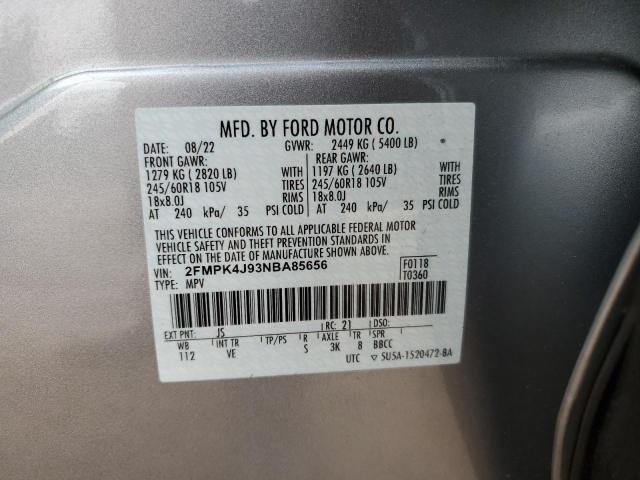 MFD. BY FORD MOTOR CO.
DATE: 08/22 GVWR: 2449 KG ( 5400 LB)
FRONT GAWR: REAR GAWR:
1279 KG ( 2820 LB) WITH 1197 KG ( 2640 LB) WITH
245/60R18 105V TIRES 245/60R18 105V TIRES
18x8.0J RIMS 18x8.0J RIMS
AT 240 kPa/ 35 PSI COLD AT 240 kPa/ 35 PSI COLD
THIS VEHICLE CONFORMS TO ALL APPLICABLE FEDERAL MOTOR
VEHICLE SAFETY AND THEFT PREVENTION STANDARDS IN
EFFECT ON THE DATE OF MANUFACTURE SHOWN ABOVE.
VIN: 2FMPK4J93NBA85656 F0118
TYPE: MPV T0360
EXT PNT: JS RC: 21 DSO:
WB INT TR TP/PS R AXLE TR S
112 VE S 3K 8 BBCC
UTC ▽ 5U5A-1520472-BA